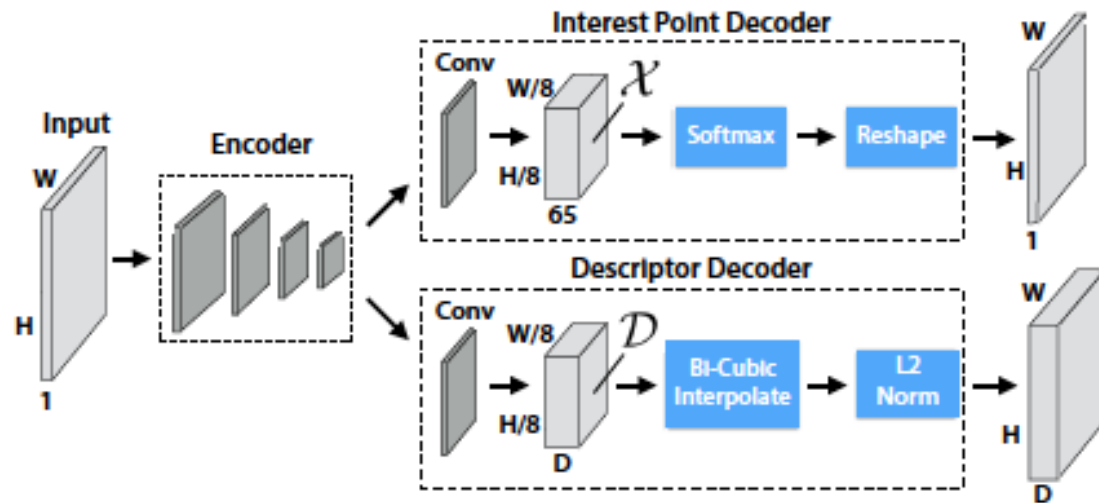 Interest Point Decoder
Input
W
H
1
Encoder
Conv
W/8
H/8
65
𝒳
Softmax
Reshape
W
H
1
Descriptor Decoder
Conv
W/8
H/8
D
𝒟
Bi-Cubic
Interpolate
L2
Norm
W
H
D